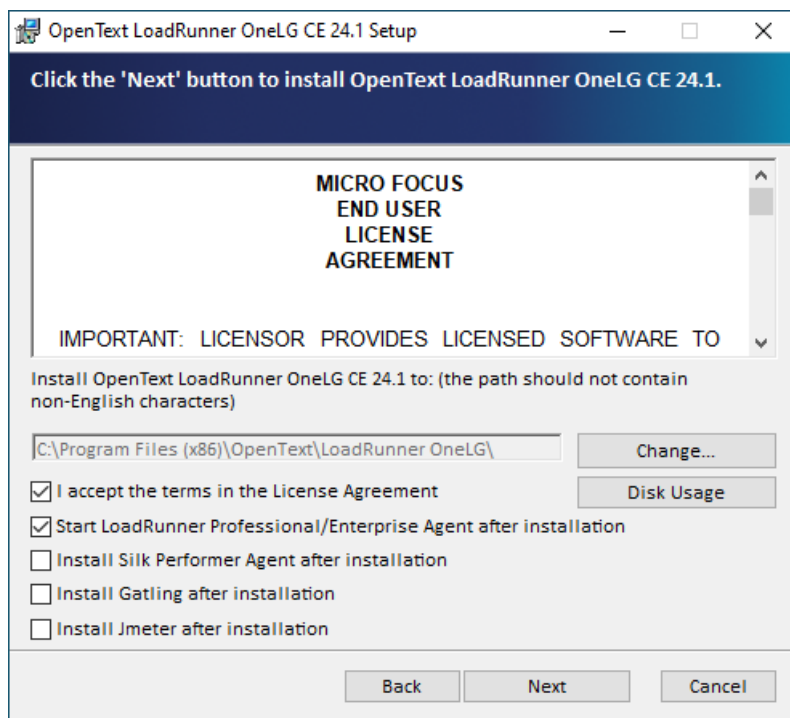 OpenText LoadRunner OneLG CE 24.1 Setup
Click the 'Next' button to install OpenText LoadRunner OneLG CE 24.1.
MICRO FOCUS
END USER
LICENSE
AGREEMENT
IMPORTANT: LICENSOR PROVIDES LICENSED SOFTWARE TO
Install OpenText LoadRunner OneLG CE 24.1 to: (the path should not contain
non-English characters)
C:\Program Files (x86)\OpenText\LoadRunner OneLG\
Change...
I accept the terms in the License Agreement
Disk Usage
Start LoadRunner Professional/Enterprise Agent after installation
Install Silk Performer Agent after installation
Install Gatling after installation
Install Jmeter after installation
Back Next Cancel